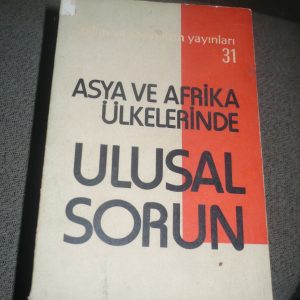 yayınları
31
ASYA VE AFRİKA
ÜLKELERİNDE
ULUSAL
SORUN